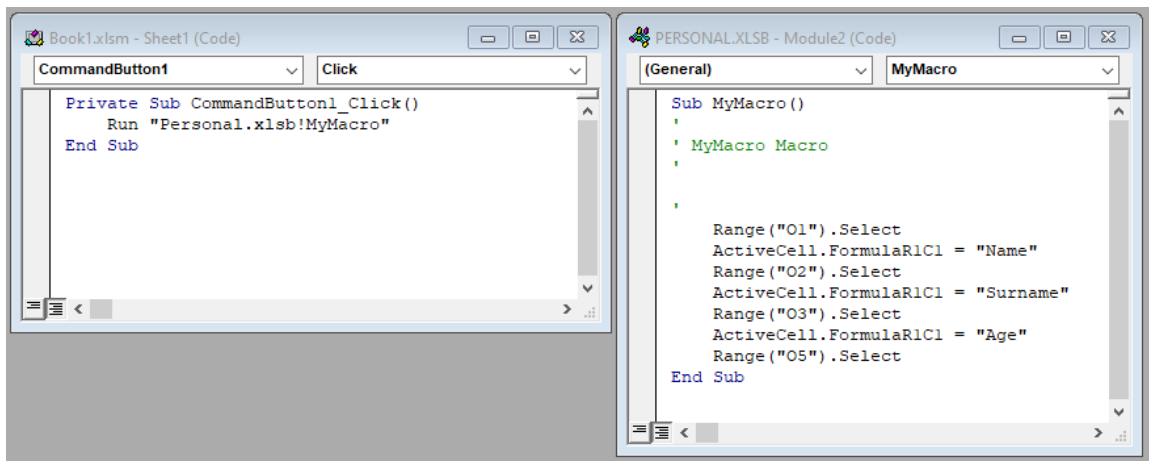 Book1.xlsm - Sheet1 (Code)
CommandButton1
Click
Private Sub CommandButton1_Click()
    Run "Personal.xlsb!MyMacro"
End Sub
PERSONAL.XLSB - Module2 (Code)
(General)
MyMacro
Sub MyMacro()
'
' MyMacro Macro
'
'
    Range("O1").Select
    ActiveCell.FormulaR1C1 = "Name"
    Range("O2").Select
    ActiveCell.FormulaR1C1 = "Surname"
    Range("O3").Select
    ActiveCell.FormulaR1C1 = "Age"
    Range("O5").Select
End Sub